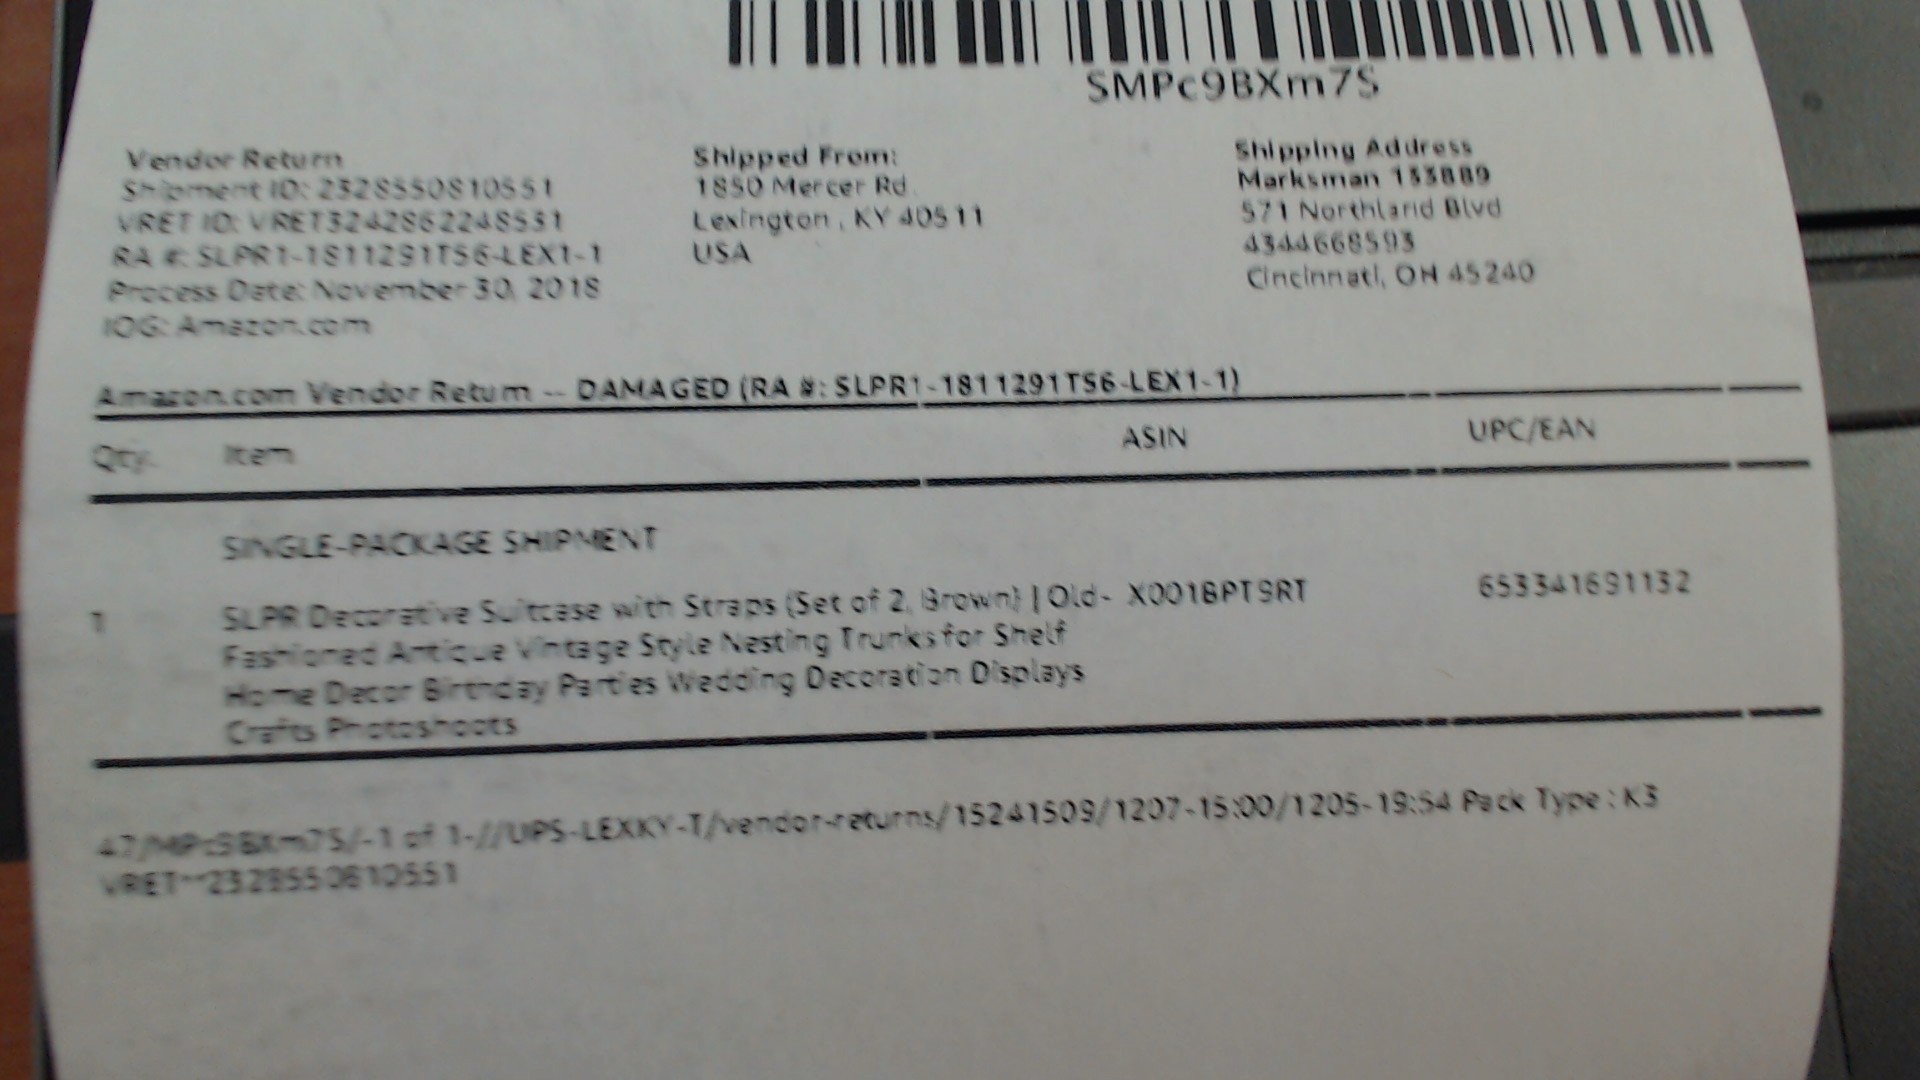 SMPc9BXm7S
Vendor Return
Shipment ID: 2328550810551
VRET ID: VRET3242862248531
RA #: SLPR1-1811291TS6-LEX1-1
Process Date: November 30, 2018
IOG: Amazon.com
Shipped From:
1850 Mercer Rd.
Lexington , KY 40511
USA
Shipping Address
Marksman 133889
571 Northland Blvd
4344668593
Cincinnati, OH 45240
Amazon.com Vendor Return -- DAMAGED (RA #: SLPR1-1811291TS6-LEX1-1)
Qty. Item ASIN UPC/EAN
SINGLE-PACKAGE SHIPMENT
1 SLPR Decorative Suitcase with Straps (Set of 2, Brown) | Old- X001BPT9RT 653341691132
Fashioned Antique Vintage Style Nesting Trunks for Shelf
Home Decor Birthday Parties Wedding Decoration Displays
Crafts Photoshoots
47/MPc9BXm7S/-1 of 1-//UPS-LEXKY-T/vendor-returns/15241509/1207-15:00/1205-19:54 Pack Type : K3
VRET**2328550810551